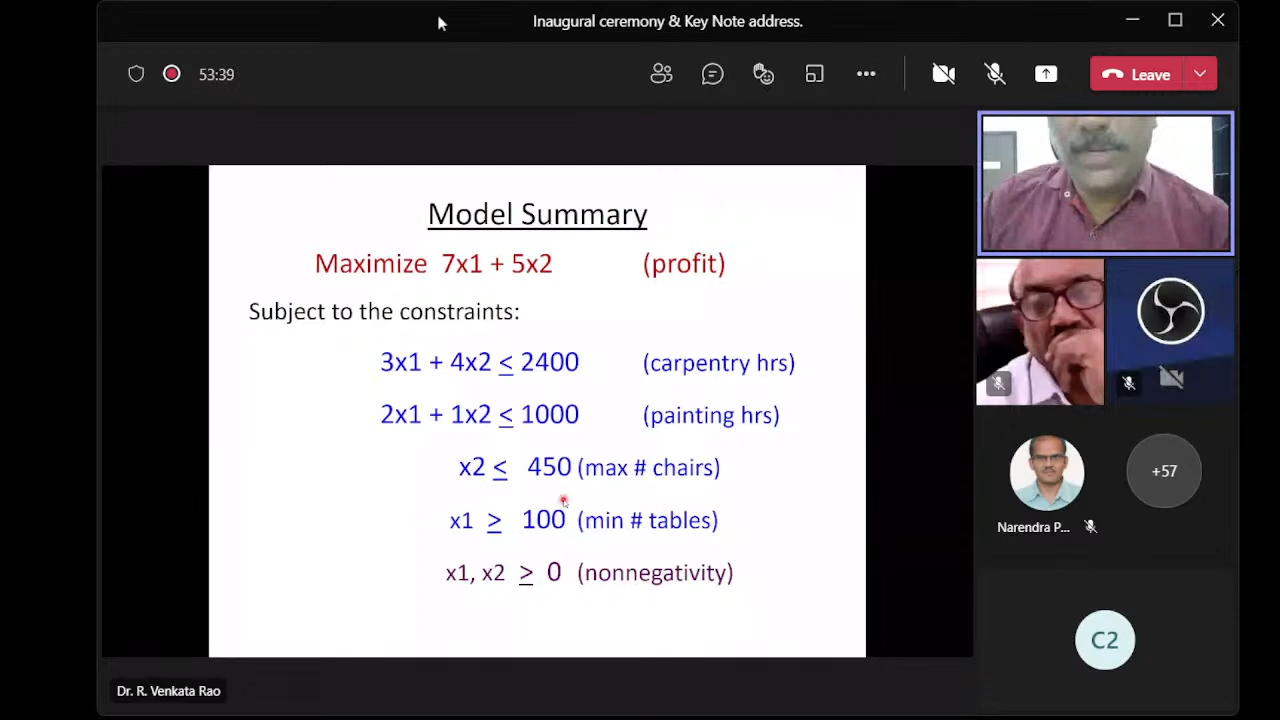 Inaugural ceremony & Key Note address.
53:39
Leave
Model Summary
Maximize 7x1 + 5x2 (profit)
Subject to the constraints:
3x1 + 4x2 ≤ 2400 (carpentry hrs)
2x1 + 1x2 ≤ 1000 (painting hrs)
x2 ≤ 450 (max # chairs)
x1 ≥ 100 (min # tables)
x1, x2 ≥ 0 (nonnegativity)
+57
Narendra P...
C2
Dr. R. Venkata Rao